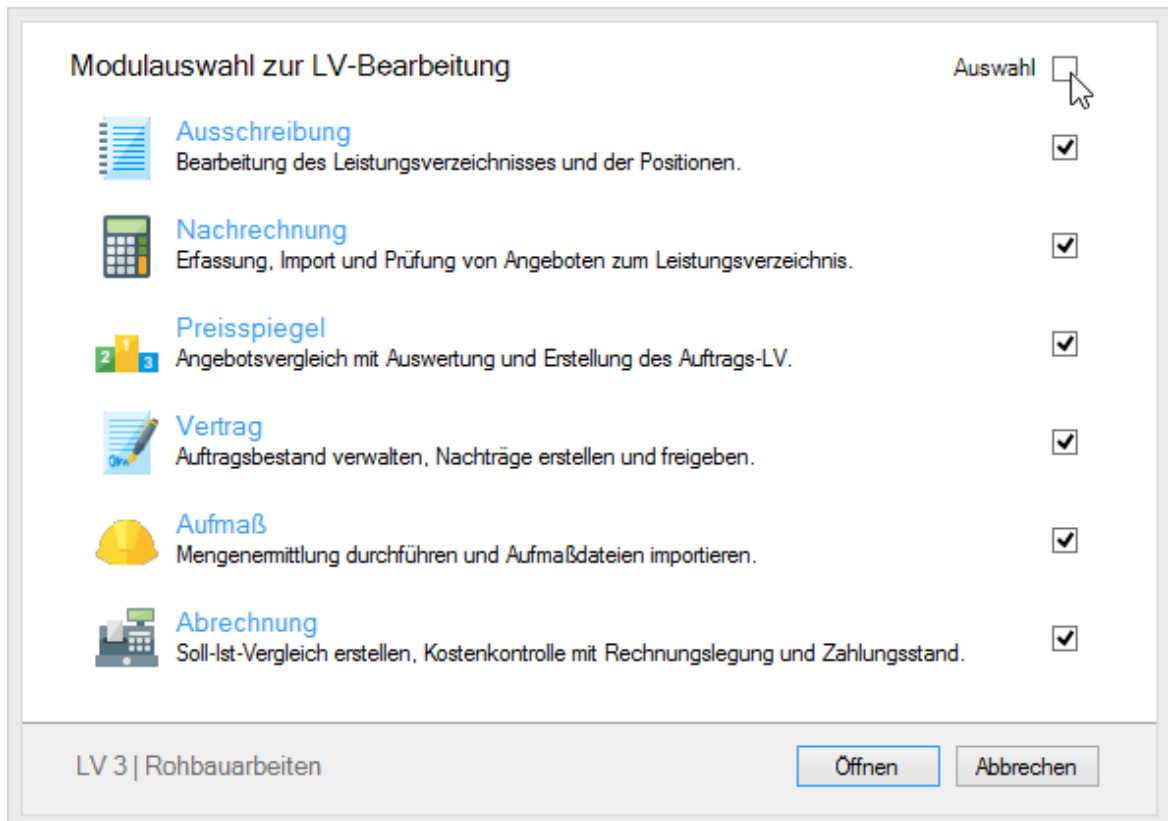 Modulauswahl zur LV-Bearbeitung
Auswahl
Ausschreibung
Bearbeitung des Leistungsverzeichnisses und der Positionen.
Nachrechnung
Erfassung, Import und Prüfung von Angeboten zum Leistungsverzeichnis.
2 1 3
Preisspiegel
Angebotsvergleich mit Auswertung und Erstellung des Auftrags-LV.
Vertrag
Auftragsbestand verwalten, Nachträge erstellen und freigeben.
Aufmaß
Mengenermittlung durchführen und Aufmaßdateien importieren.
Abrechnung
Soll-Ist-Vergleich erstellen, Kostenkontrolle mit Rechnungslegung und Zahlungsstand.
LV 3 | Rohbauarbeiten
Öffnen
Abbrechen